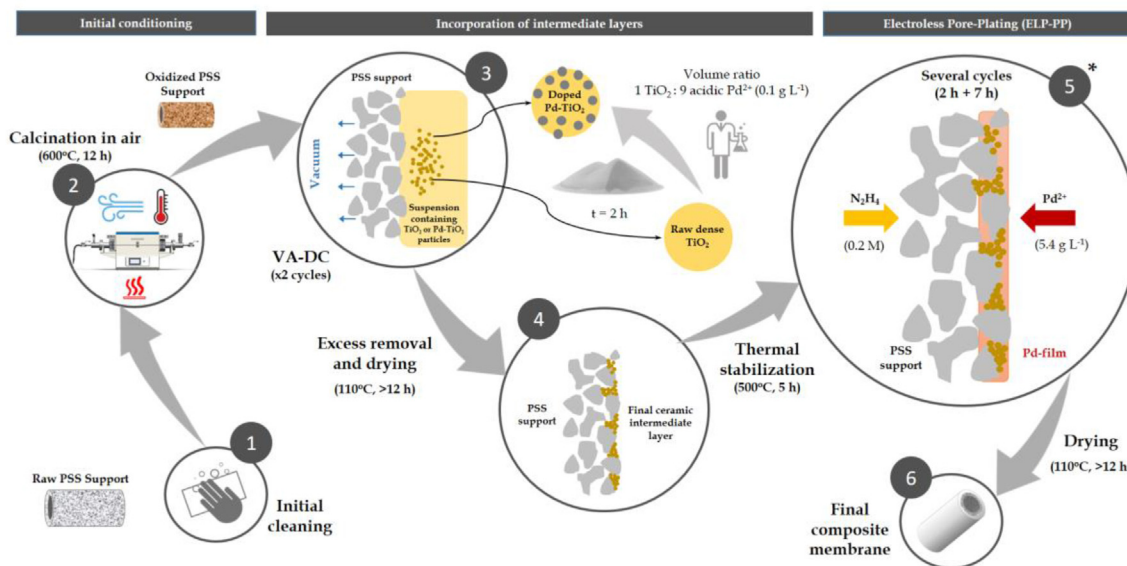 Initial conditioning
Incorporation of intermediate layers
Electroless Pore-Plating (ELP-PP)
Oxidized PSS
Support
Calcination in air
(600ºC, 12 h)
2
1
Raw PSS Support
Initial
cleaning
3
PSS support
Vacuum
Suspension
containing
TiO₂ or Pd-TiO₂
particles
VA-DC
(x2 cycles)
Doped
Pd-TiO₂
Volume ratio
1 TiO₂ : 9 acidic Pd²⁺ (0.1 g L⁻¹)
t = 2 h
Raw dense
TiO₂
Excess removal
and drying
(110ºC, >12 h)
4
PSS
support
Final ceramic
intermediate
layer
Thermal
stabilization
(500ºC, 5 h)
5
*
Several cycles
(2 h + 7 h)
N₂H₄
(0.2 M)
Pd²⁺
(5.4 g L⁻¹)
PSS
support
Pd-film
Drying
(110ºC, >12 h)
6
Final
composite
membrane